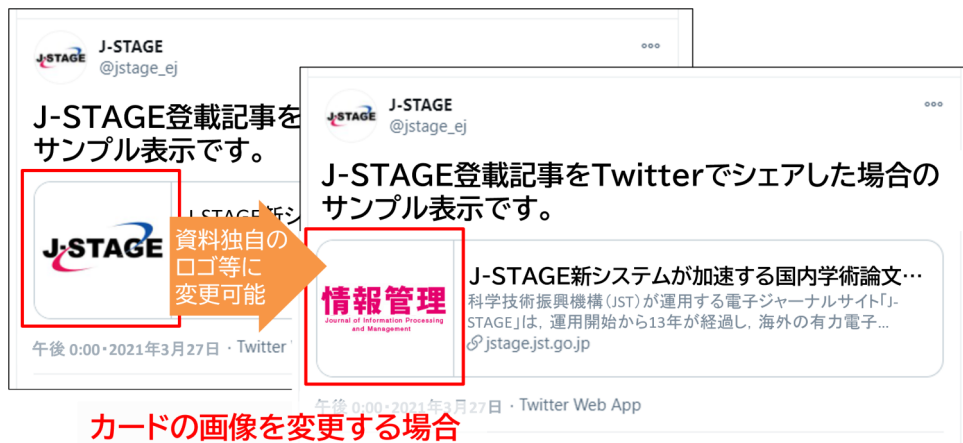 J-STAGE
J-STAGE
@jstage_ej
J-STAGE登載記事を
サンプル表示です。
J-STAGE
J-STAGE新シ
資料独自の
ロゴ等に
変更可能
午後 0:00・2021年3月27日 · Twitter
J-STAGE
J-STAGE
@jstage_ej
J-STAGE登載記事をTwitterでシェアした場合の
サンプル表示です。
情報管理
Journal of Information Processing
and Management
J-STAGE新システムが加速する国内学術論文…
科学技術振興機構(JST)が運用する電子ジャーナルサイト「J-
STAGE」は, 運用開始から13年が経過し, 海外の有力電子...
jstage.jst.go.jp
午後 0:00・2021年3月27日 · Twitter Web App
カードの画像を変更する場合